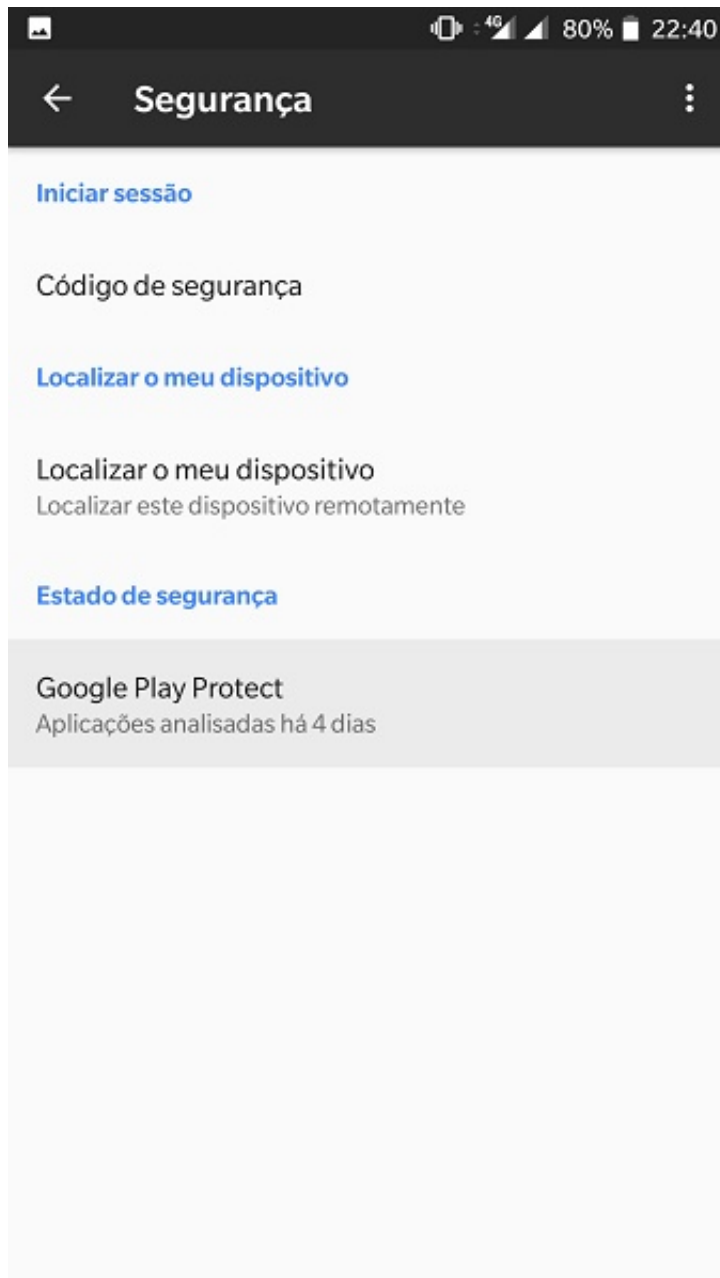 4G 80% 22:40
Segurança
Iniciar sessão
Código de segurança
Localizar o meu dispositivo
Localizar o meu dispositivo
Localizar este dispositivo remotamente
Estado de segurança
Google Play Protect
Aplicações analisadas há 4 dias